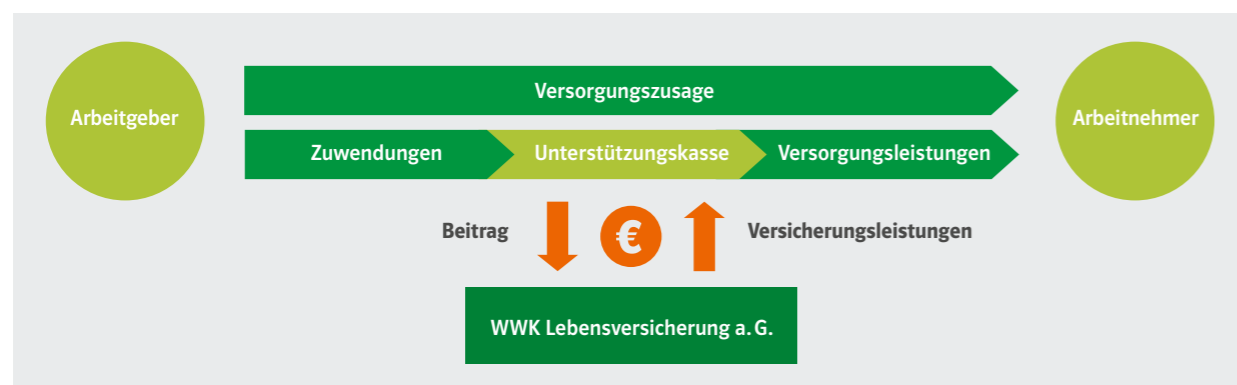 Versorgungszusage
Arbeitgeber
Arbeitnehmer
Zuwendungen
Unterstützungskasse
Versorgungsleistungen
Beitrag
€
Versicherungsleistungen
WWK Lebensversicherung a. G.